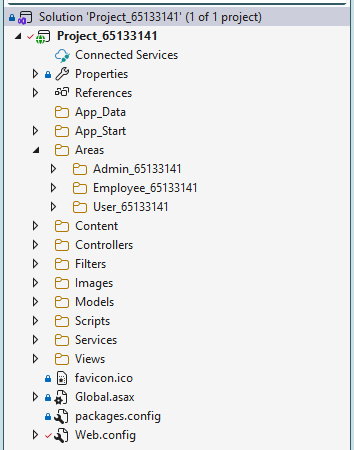 Solution 'Project_65133141' (1 of 1 project)
Project_65133141
Connected Services
Properties
References
App_Data
App_Start
Areas
Admin_65133141
Employee_65133141
User_65133141
Content
Controllers
Filters
Images
Models
Scripts
Services
Views
favicon.ico
Global.asax
packages.config
Web.config